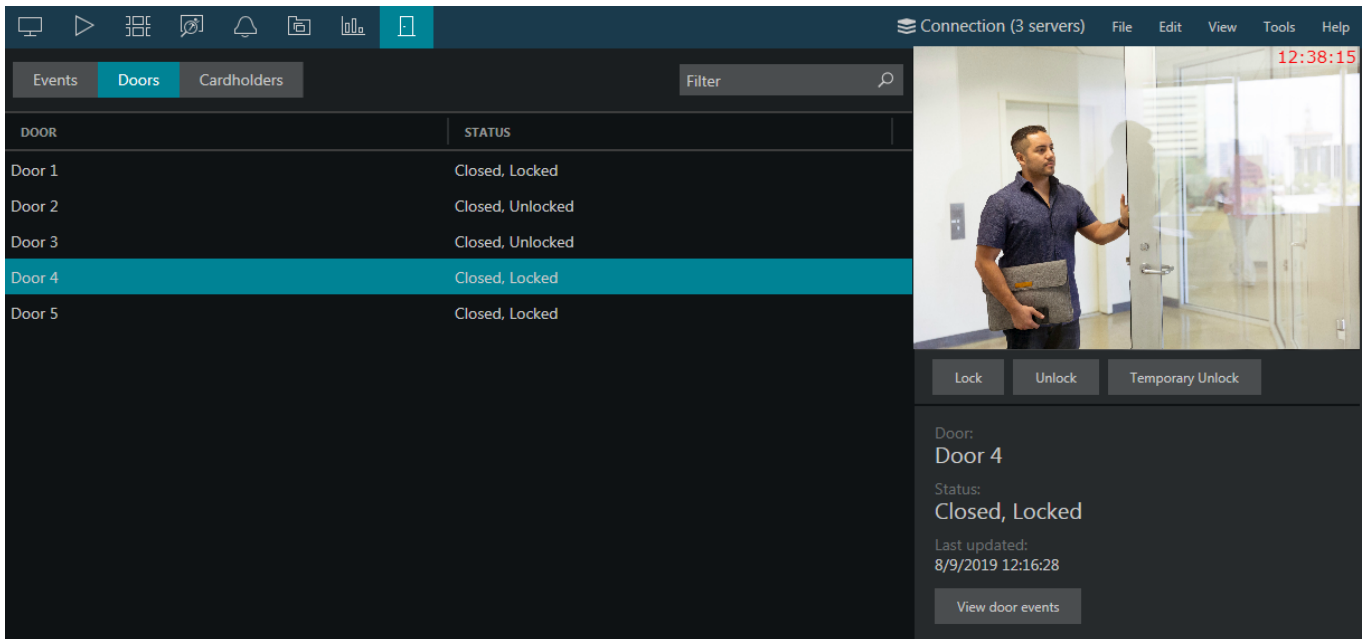 Connection (3 servers) File Edit View Tools Help
Events Doors Cardholders Filter
12:38:15
DOOR STATUS
Door 1 Closed, Locked
Door 2 Closed, Unlocked
Door 3 Closed, Unlocked
Door 4 Closed, Locked
Door 5 Closed, Locked
Lock Unlock Temporary Unlock
Door:
Door 4
Status:
Closed, Locked
Last updated:
8/9/2019 12:16:28
View door events